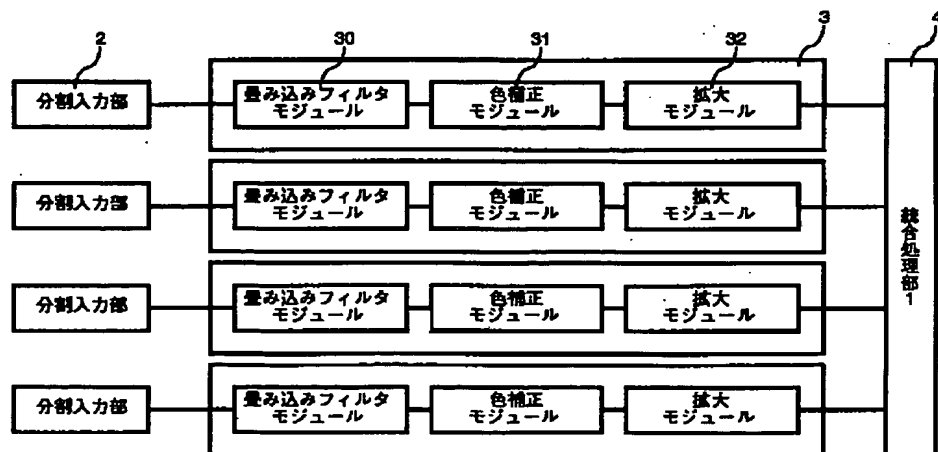 2
30
31
32
3
4
分割入力部
畳み込みフィルタ
モジュール
色補正
モジュール
拡大
モジュール
分割入力部
畳み込みフィルタ
モジュール
色補正
モジュール
拡大
モジュール
分割入力部
畳み込みフィルタ
モジュール
色補正
モジュール
拡大
モジュール
分割入力部
畳み込みフィルタ
モジュール
色補正
モジュール
拡大
モジュール
統合処理部1